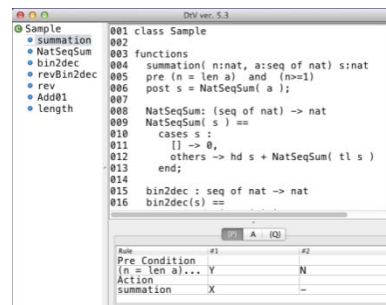 DtV ver. 5.3
Sample
summation
NatSeqSum
bin2dec
revBin2dec
rev
Add01
length
001 class Sample
002
003 functions
004 summation( n:nat, a:seq of nat) s:nat
005 pre (n = len a) and (n>=1)
006 post s = NatSeqSum( a );
007
008 NatSeqSum: (seq of nat) -> nat
009 NatSeqSum( s ) ==
010 cases s :
011 [] -> 0,
012 others -> hd s + NatSeqSum( tl s )
013 end;
014
015 bin2dec : seq of nat -> nat
016 bin2dec(s) ==
{P} A {Q}
Rule #1 #2
Pre Condition
(n = len a)... Y N
Action
summation X -